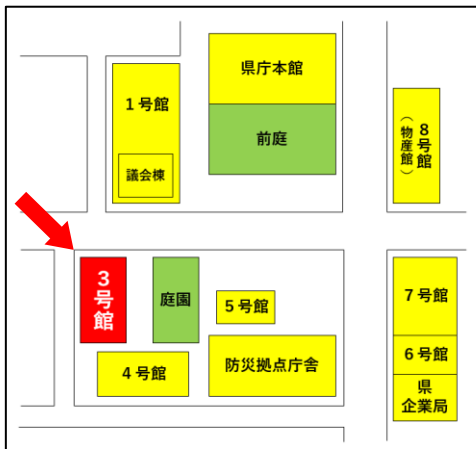 県庁本館
1号館
前庭
議会棟
8号館
(物産館)
3号館
庭園
5号館
7号館
4号館
防災拠点庁舎
6号館
県
企業局